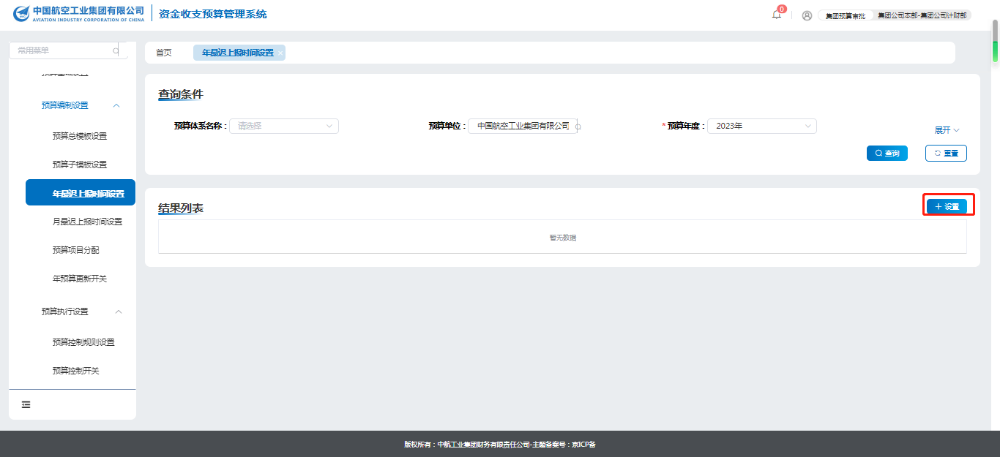 中国航空工业集团有限公司
AVIATION INDUSTRY CORPORATION OF CHINA
资金收支预算管理系统
0
集团预算审批
集团公司本部-集团公司计财部
常用菜单
预算基础设置
预算编制设置
预算总模板设置
预算子模板设置
年最迟上报时间设置
月最迟上报时间设置
预算项目分配
年预算更新开关
预算执行设置
预算控制规则设置
预算控制开关
首页
年最迟上报时间设置 ×
查询条件
预算体系名称：
请选择
预算单位：
中国航空工业集团有限公司
* 预算年度：
2023年
展开
查询
重置
结果列表
+ 设置
暂无数据
版权所有：中航工业集团财务有限责任公司-主题备案号：京ICP备